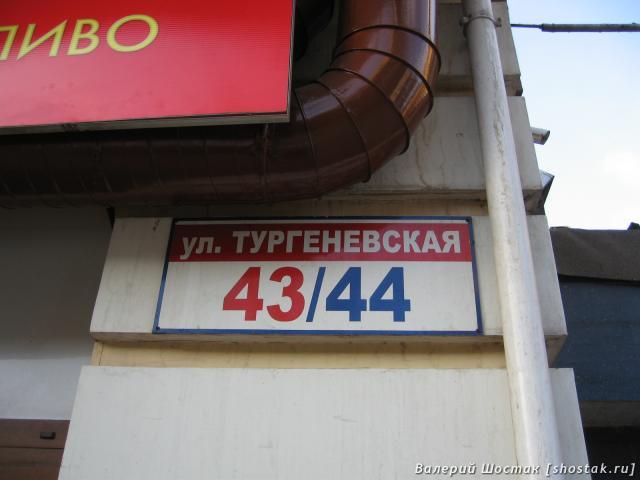 ПИВО
ул. ТУРГЕНЕВСКАЯ
43/44
Валерий Шостак [shostak.ru]